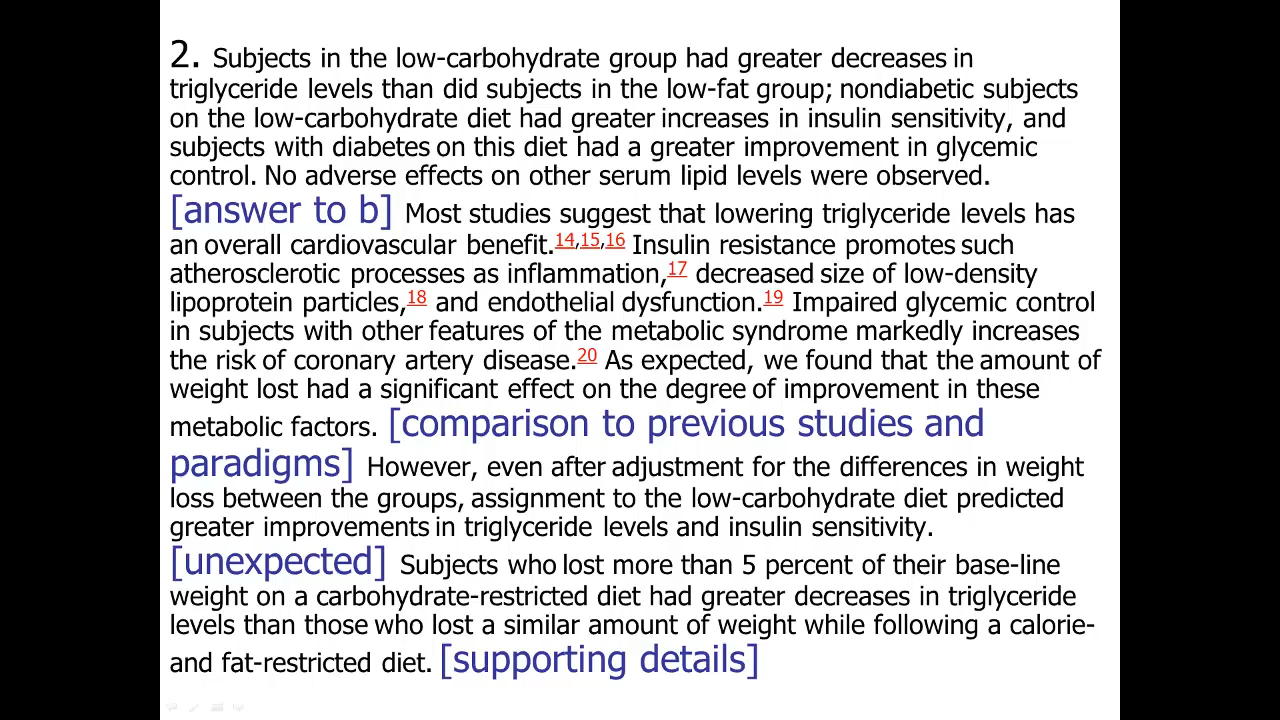 2. Subjects in the low-carbohydrate group had greater decreases in
triglyceride levels than did subjects in the low-fat group; nondiabetic subjects
on the low-carbohydrate diet had greater increases in insulin sensitivity, and
subjects with diabetes on this diet had a greater improvement in glycemic
control. No adverse effects on other serum lipid levels were observed.
[answer to b] Most studies suggest that lowering triglyceride levels has
an overall cardiovascular benefit.14,15,16 Insulin resistance promotes such
atherosclerotic processes as inflammation,17 decreased size of low-density
lipoprotein particles,18 and endothelial dysfunction.19 Impaired glycemic control
in subjects with other features of the metabolic syndrome markedly increases
the risk of coronary artery disease.20 As expected, we found that the amount of
weight lost had a significant effect on the degree of improvement in these
metabolic factors. [comparison to previous studies and
paradigms] However, even after adjustment for the differences in weight
loss between the groups, assignment to the low-carbohydrate diet predicted
greater improvements in triglyceride levels and insulin sensitivity.
[unexpected] Subjects who lost more than 5 percent of their base-line
weight on a carbohydrate-restricted diet had greater decreases in triglyceride
levels than those who lost a similar amount of weight while following a calorie-
and fat-restricted diet. [supporting details]